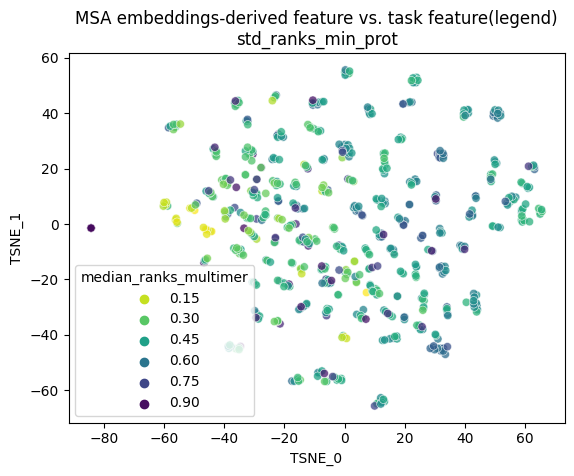 MSA embeddings-derived feature vs. task feature(legend)
std_ranks_min_prot
TSNE_1
60
40
20
0
−20
−40
−60
median_ranks_multimer
0.15
0.30
0.45
0.60
0.75
0.90
−80 −60 −40 −20 0 20 40 60
TSNE_0